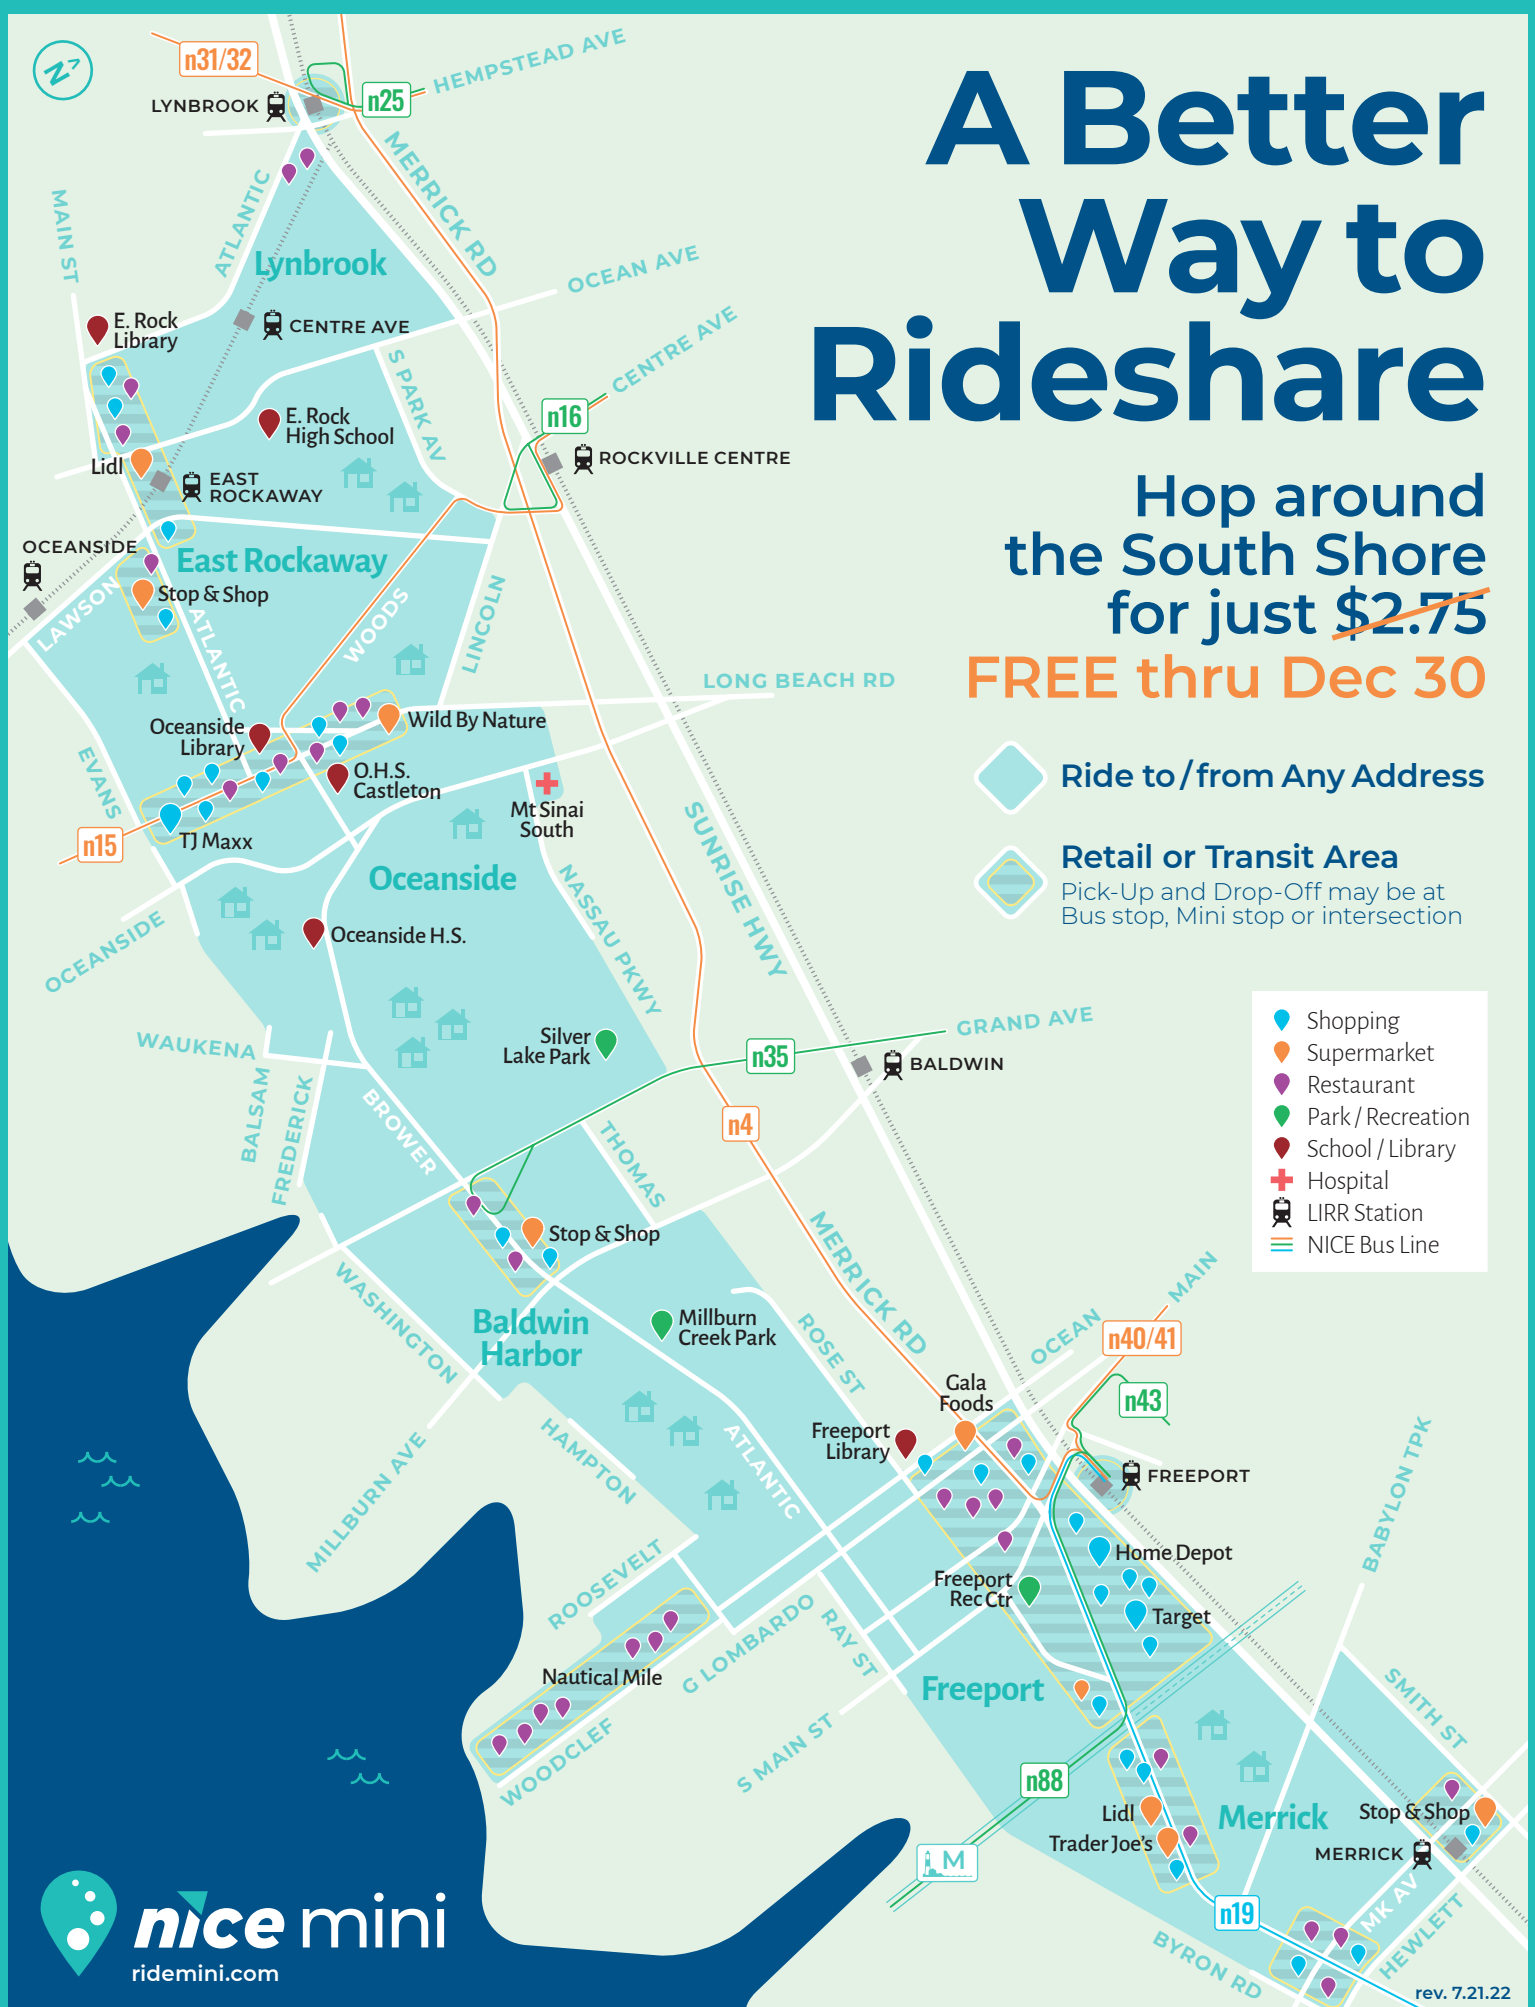 A Better
Way to
Rideshare
Hop around
the South Shore
for just $2.75
FREE thru Dec 30
Ride to/from Any Address
Retail or Transit Area
Pick-Up and Drop-Off may be at
Bus stop, Mini stop or intersection
Shopping
Supermarket
Restaurant
Park / Recreation
School / Library
Hospital
LIRR Station
NICE Bus Line
N
n31/32
LYNBROOK
n25
HEMPSTEAD AVE
MERRICK RD
MAIN ST
ATLANTIC
Lynbrook
OCEAN AVE
E. Rock
Library
CENTRE AVE
CENTRE AVE
S PARK AV
n16
E. Rock
High School
Lidl
ROCKVILLE CENTRE
EAST
ROCKAWAY
OCEANSIDE
East Rockaway
LAWSON
Stop & Shop
ATLANTIC
WOODS
LINCOLN
LONG BEACH RD
Oceanside
Library
Wild By Nature
EVANS
O.H.S.
Castleton
Mt Sinai
South
n15
TJ Maxx
SUNRISE HWY
Oceanside
NASSAU PKWY
OCEANSIDE
Oceanside H.S.
WAUKENA
Silver
Lake Park
n35
GRAND AVE
BALDWIN
BALSAM
FREDERICK
BROWER
n4
THOMAS
Stop & Shop
MERRICK RD
WASHINGTON
Baldwin
Harbor
Millburn
Creek Park
ROSE ST
OCEAN
MAIN
n40/41
n43
Gala
Foods
Freeport
Library
MILLBURN AVE
HAMPTON
ATLANTIC
FREEPORT
BABYLON TPK
Home Depot
ROOSEVELT
Freeport
Rec Ctr
Target
G LOMBARDO
RAY ST
Nautical Mile
Freeport
SMITH ST
WOODCLEF
S MAIN ST
n88
Lidl
Trader Joe's
Merrick
Stop & Shop
MERRICK
M
n19
MK AV
HEWLETT
BYRON RD
nice mini
ridemini.com
rev. 7.21.22